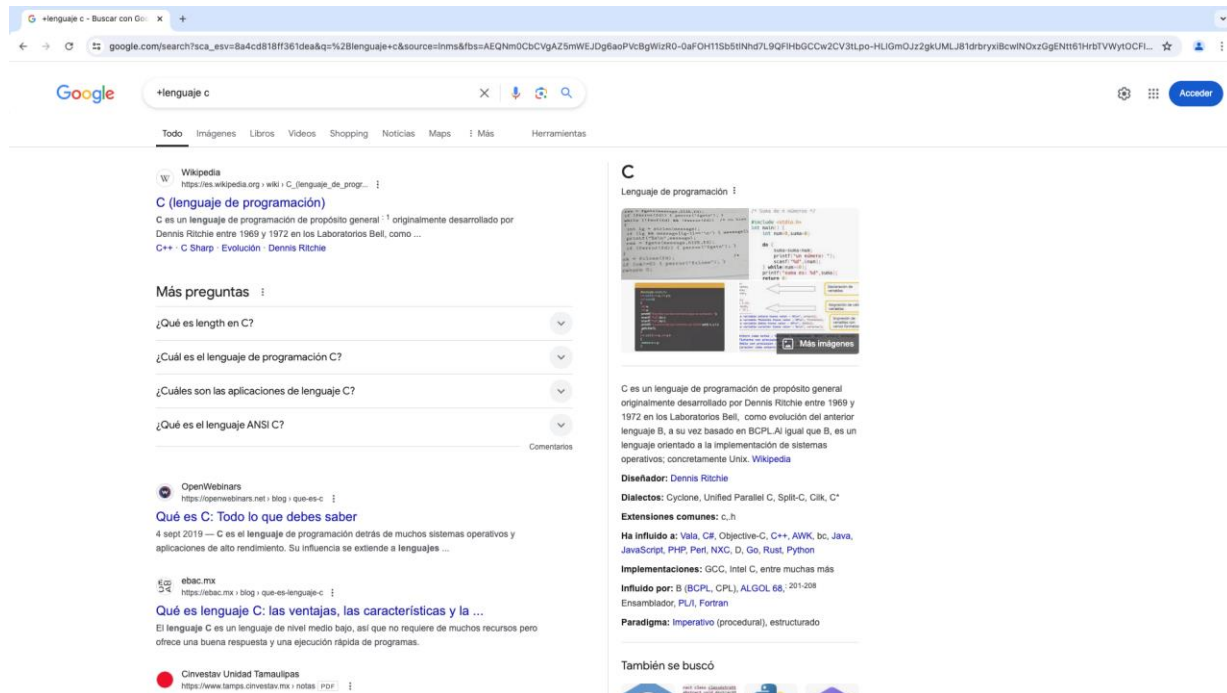 +lenguaje c - Buscar con Goo
google.com/search?sca_esv=8a4cd818ff361dea&q=%2Blenguaje+c&source=lnms&fbs=AEQNm0CbCVgAZ5mWEJDg6aoPVcBgWizR0-0aFOH11Sb5tlNhd7L9QFlHbGCCw2CV3tLpo-HLIGmOJz2gkUMLJ81drbryxiBcwlNOxzGgENtt61HrbTVWytOCFl...
Google
+lenguaje c
Acceder
Todo Imágenes Libros Videos Shopping Noticias Maps Más Herramientas
Wikipedia
https://es.wikipedia.org › wiki › C_(lenguaje_de_progr...
C (lenguaje de programación)
C es un lenguaje de programación de propósito general : 1 originalmente desarrollado por
Dennis Ritchie entre 1969 y 1972 en los Laboratorios Bell, como ...
C++ · C Sharp · Evolución · Dennis Ritchie
Más preguntas
¿Qué es length en C?
¿Cuál es el lenguaje de programación C?
¿Cuáles son las aplicaciones de lenguaje C?
¿Qué es el lenguaje ANSI C?
Comentarios
OpenWebinars
https://openwebinars.net › blog › que-es-c
Qué es C: Todo lo que debes saber
4 sept 2019 — C es el lenguaje de programación detrás de muchos sistemas operativos y
aplicaciones de alto rendimiento. Su influencia se extiende a lenguajes ...
ebac.mx
https://ebac.mx › blog › que-es-lenguaje-c
Qué es lenguaje C: las ventajas, las características y la ...
El lenguaje C es un lenguaje de nivel medio bajo, así que no requiere de muchos recursos pero
ofrece una buena respuesta y una ejecución rápida de programas.
Cinvestav Unidad Tamaulipas
https://www.tamps.cinvestav.mx › notas PDF
C
Lenguaje de programación
Más imágenes
C es un lenguaje de programación de propósito general
originalmente desarrollado por Dennis Ritchie entre 1969 y
1972 en los Laboratorios Bell, como evolución del anterior
lenguaje B, a su vez basado en BCPL.Al igual que B, es un
lenguaje orientado a la implementación de sistemas
operativos; concretamente Unix. Wikipedia
Diseñador: Dennis Ritchie
Dialectos: Cyclone, Unified Parallel C, Split-C, Cilk, C*
Extensiones comunes: c,.h
Ha influido a: Vala, C#, Objective-C, C++, AWK, bc, Java,
JavaScript, PHP, Perl, NXC, D, Go, Rust, Python
Implementaciones: GCC, Intel C, entre muchas más
Influido por: B (BCPL, CPL), ALGOL 68, : 201-208
Ensamblador, PL/I, Fortran
Paradigma: Imperativo (procedural), estructurado
También se buscó